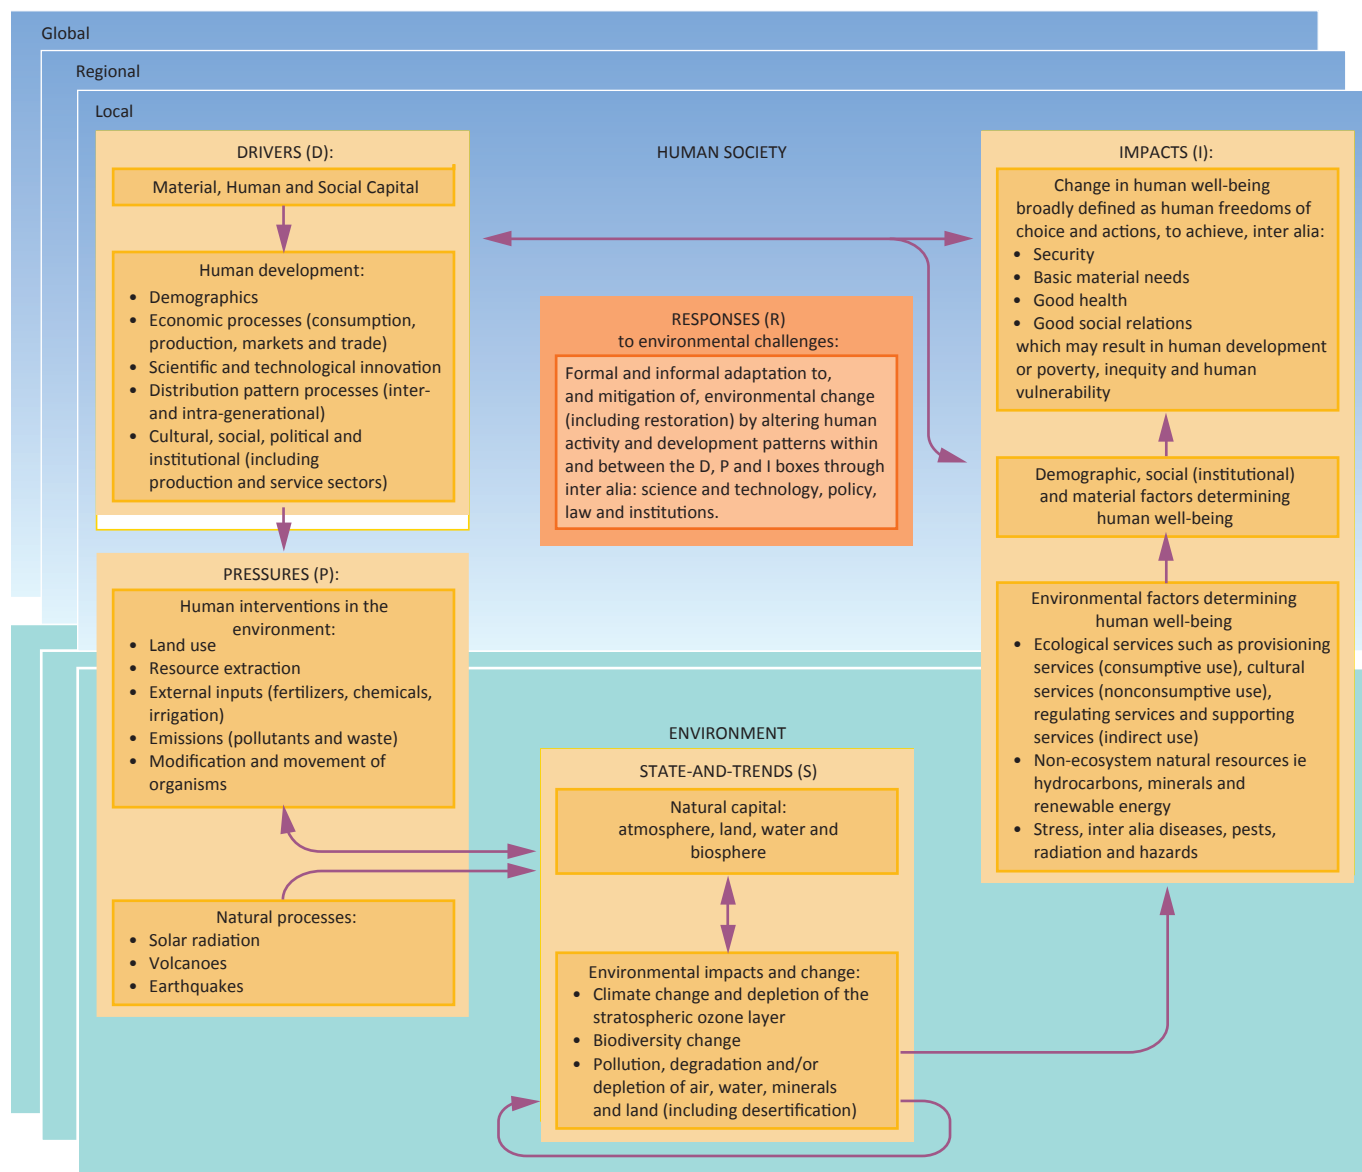 Global
Regional
Local
DRIVERS (D):
Material, Human and Social Capital
Human development:
• Demographics
• Economic processes (consumption,
production, markets and trade)
• Scientific and technological innovation
• Distribution pattern processes (inter-
and intra-generational)
• Cultural, social, political and
institutional (including
production and service sectors)
PRESSURES (P):
Human interventions in the
environment:
• Land use
• Resource extraction
• External inputs (fertilizers, chemicals,
irrigation)
• Emissions (pollutants and waste)
• Modification and movement of
organisms
Natural processes:
• Solar radiation
• Volcanoes
• Earthquakes
HUMAN SOCIETY
RESPONSES (R)
to environmental challenges:
Formal and informal adaptation to,
and mitigation of, environmental change
(including restoration) by altering human
activity and development patterns within
and between the D, P and I boxes through
inter alia: science and technology, policy,
law and institutions.
ENVIRONMENT
STATE-AND-TRENDS (S)
Natural capital:
atmosphere, land, water and
biosphere
Environmental impacts and change:
• Climate change and depletion of the
stratospheric ozone layer
• Biodiversity change
• Pollution, degradation and/or
depletion of air, water, minerals
and land (including desertification)
IMPACTS (I):
Change in human well-being
broadly defined as human freedoms of
choice and actions, to achieve, inter alia:
• Security
• Basic material needs
• Good health
• Good social relations
which may result in human development
or poverty, inequity and human
vulnerability
Demographic, social (institutional)
and material factors determining
human well-being
Environmental factors determining
human well-being
• Ecological services such as provisioning
services (consumptive use), cultural
services (nonconsumptive use),
regulating services and supporting
services (indirect use)
• Non-ecosystem natural resources ie
hydrocarbons, minerals and
renewable energy
• Stress, inter alia diseases, pests,
radiation and hazards